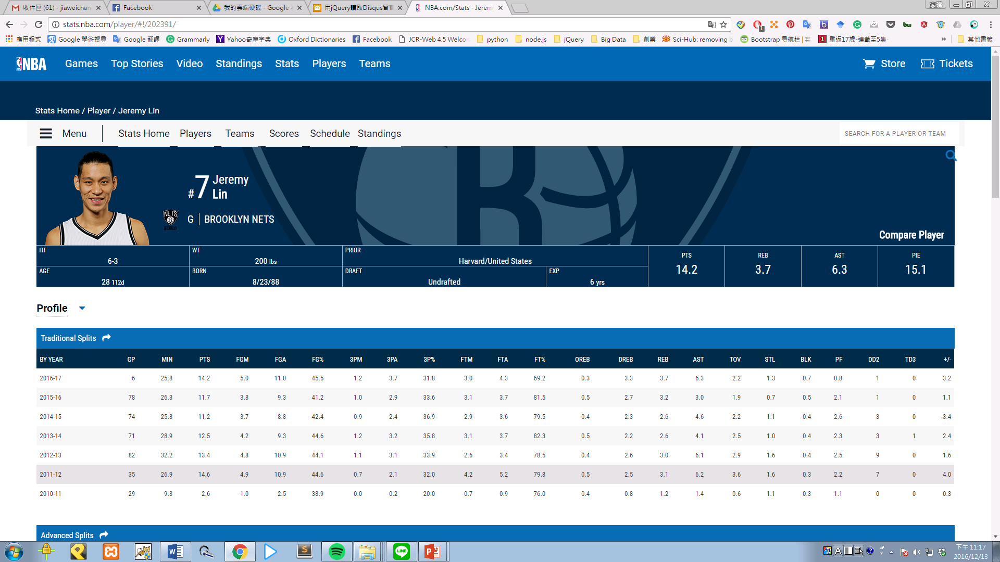 收件匣 (61) - jiaweichan
Facebook
我的雲端硬碟 - Google
用jQuery讀取Disqus留言
NBA.com/Stats - Jerem
家瑋
stats.nba.com/player/#!/202391/
應用程式
Google 學術搜尋
Google 翻譯
Grammarly
Yahoo奇摩字典
Oxford Dictionaries
Facebook
JCR-Web 4.5 Welcon
python
node.js
jQuery
Big Data
創業
Sci-Hub: removing b
Bootstrap 导航栏 | 菜
重返17歲-連載至5集-
»
其他書籤
NBA Games Top Stories Video Standings Stats Players Teams Store Tickets
Stats Home / Player / Jeremy Lin
Menu Stats Home Players Teams Scores Schedule Standings SEARCH FOR A PLAYER OR TEAM
#7 Jeremy
Lin
NETS
B
BROOKLYN
G BROOKLYN NETS
Compare Player
HT 6-3
WT 200 lbs
PRIOR Harvard/United States
AGE 28 112d
BORN 8/23/88
DRAFT Undrafted
EXP 6 yrs
PTS 14.2
REB 3.7
AST 6.3
PIE 15.1
Profile
Traditional Splits
BY YEAR GP MIN PTS FGM FGA FG% 3PM 3PA 3P% FTM FTA FT% OREB DREB REB AST TOV STL BLK PF DD2 TD3 +/-
2016-17 6 25.8 14.2 5.0 11.0 45.5 1.2 3.7 31.8 3.0 4.3 69.2 0.3 3.3 3.7 6.3 2.2 1.3 0.7 0.8 1 0 3.2
2015-16 78 26.3 11.7 3.8 9.3 41.2 1.0 2.9 33.6 3.1 3.7 81.5 0.5 2.7 3.2 3.0 1.9 0.7 0.5 2.1 1 0 1.1
2014-15 74 25.8 11.2 3.7 8.8 42.4 0.9 2.4 36.9 2.9 3.6 79.5 0.4 2.3 2.6 4.6 2.2 1.1 0.4 2.6 3 0 -3.4
2013-14 71 28.9 12.5 4.2 9.3 44.6 1.2 3.2 35.8 3.1 3.7 82.3 0.5 2.2 2.6 4.1 2.5 1.0 0.4 2.3 3 1 2.4
2012-13 82 32.2 13.4 4.8 10.9 44.1 1.1 3.1 33.9 2.6 3.4 78.5 0.4 2.6 3.0 6.1 2.9 1.6 0.4 2.5 9 0 1.6
2011-12 35 26.9 14.6 4.9 10.9 44.6 0.7 2.1 32.0 4.2 5.2 79.8 0.5 2.5 3.1 6.2 3.6 1.6 0.3 2.2 7 0 4.0
2010-11 29 9.8 2.6 1.0 2.5 38.9 0.0 0.2 20.0 0.7 0.9 76.0 0.4 0.8 1.2 1.4 0.6 1.1 0.3 1.1 0 0 0.3
Advanced Splits
LINE
下午 11:17
2016/12/13